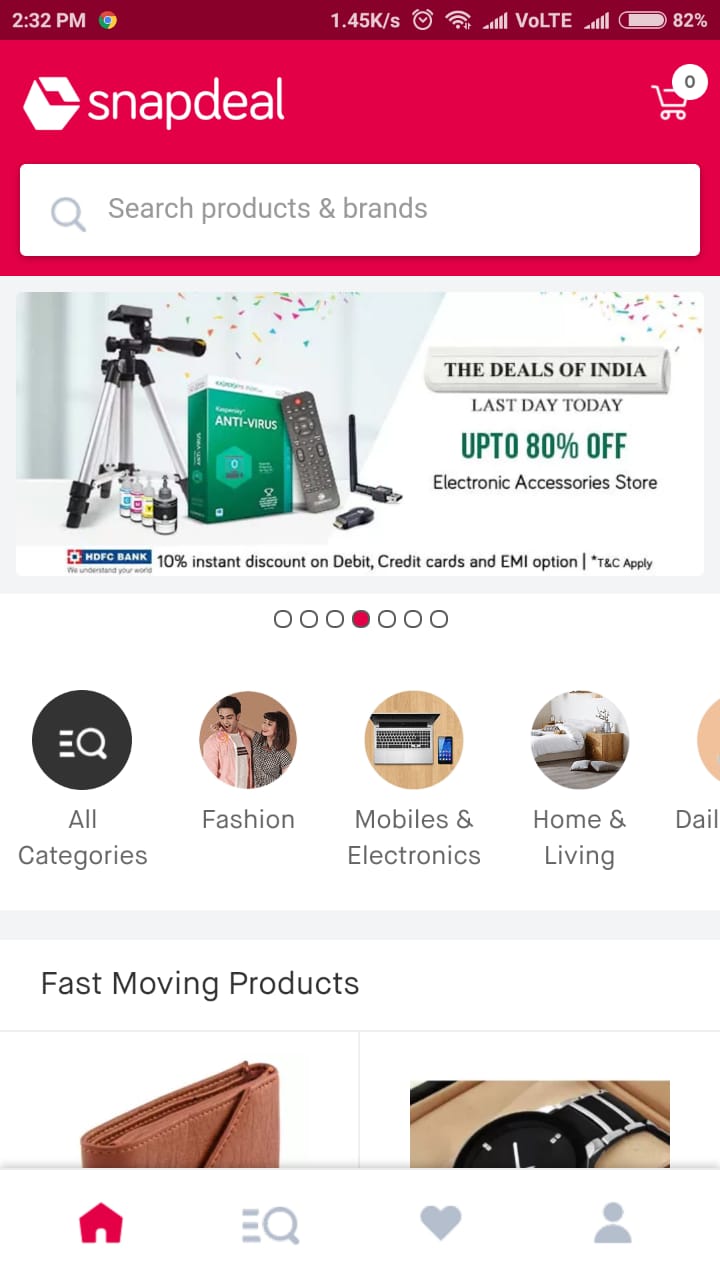 2:32 PM 1.45K/s VoLTE 82%
snapdeal
0
Search products & brands
THE DEALS OF INDIA
LAST DAY TODAY
UPTO 80% OFF
Electronic Accessories Store
Kaspersky
ANTI-VIRUS
HDFC BANK
We understand your world
10% instant discount on Debit, Credit cards and EMI option | *T&C Apply
All
Categories
Fashion
Mobiles &
Electronics
Home &
Living
Dail
Fast Moving Products